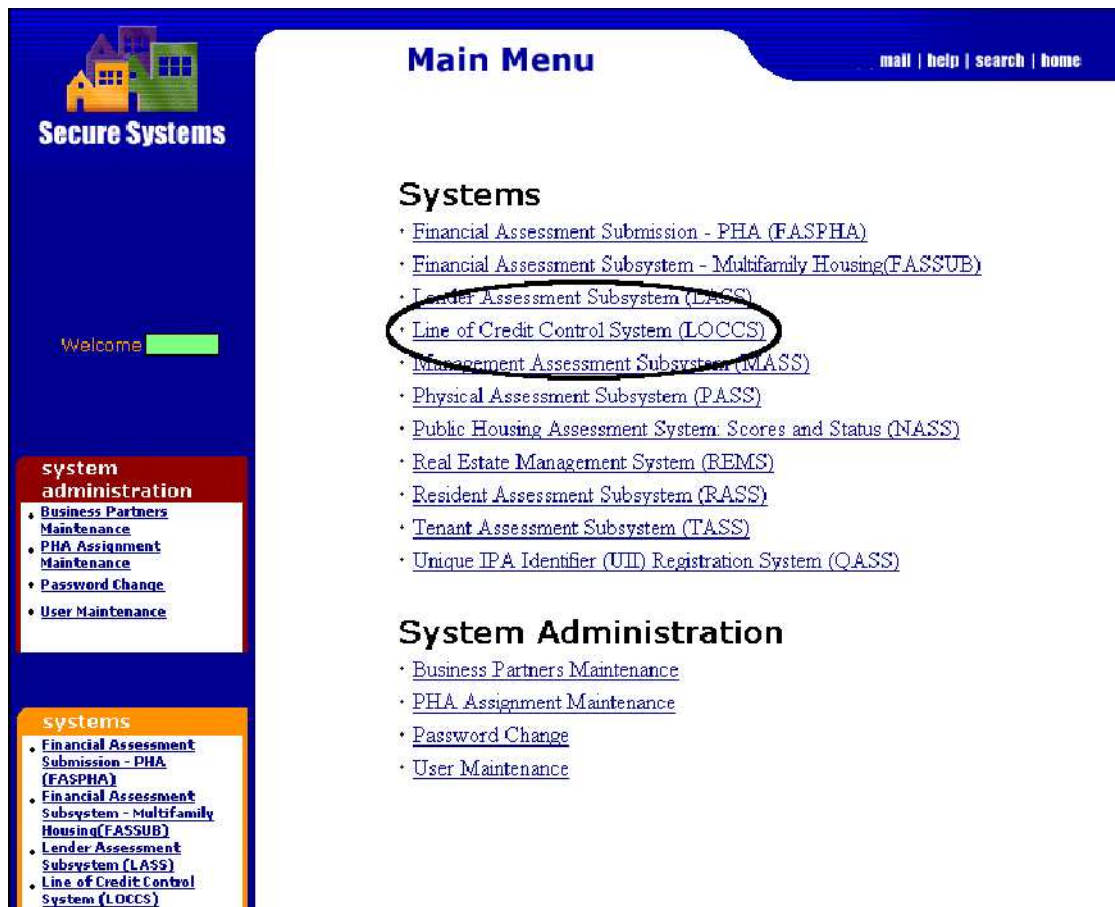 Secure Systems
Main Menu
mail | help | search | home
Welcome
system
administration
Business Partners
Maintenance
PHA Assignment
Maintenance
Password Change
User Maintenance
systems
Financial Assessment
Submission - PHA
(FASPHA)
Financial Assessment
Subsystem - Multifamily
Housing(FASSUB)
Lender Assessment
Subsystem (LASS)
Line of Credit Control
System (LOCCS)
Systems
· Financial Assessment Submission - PHA (FASPHA)
· Financial Assessment Subsystem - Multifamily Housing(FASSUB)
· Lender Assessment Subsystem (LASS)
· Line of Credit Control System (LOCCS)
· Management Assessment Subsystem (MASS)
· Physical Assessment Subsystem (PASS)
· Public Housing Assessment System: Scores and Status (NASS)
· Real Estate Management System (REMS)
· Resident Assessment Subsystem (RASS)
· Tenant Assessment Subsystem (TASS)
· Unique IPA Identifier (UII) Registration System (QASS)
System Administration
· Business Partners Maintenance
· PHA Assignment Maintenance
· Password Change
· User Maintenance